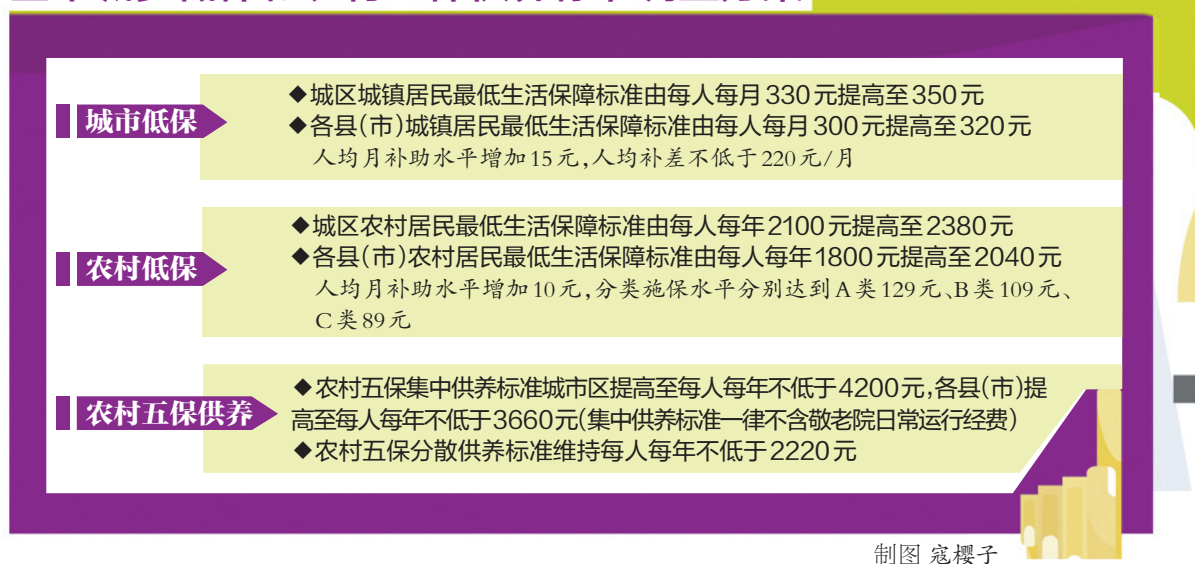 城市低保
◆城区城镇居民最低生活保障标准由每人每月330元提高至350元
◆各县(市)城镇居民最低生活保障标准由每人每月300元提高至320元
人均月补助水平增加15元,人均补差不低于220元/月
农村低保
◆城区农村居民最低生活保障标准由每人每年2100元提高至2380元
◆各县(市)农村居民最低生活保障标准由每人每年1800元提高至2040元
人均月补助水平增加10元,分类施保水平分别达到A类129元、B类109元、
C类89元
农村五保供养
◆农村五保集中供养标准城市区提高至每人每年不低于4200元,各县(市)提
高至每人每年不低于3660元(集中供养标准一律不含敬老院日常运行经费)
◆农村五保分散供养标准维持每人每年不低于2220元
制图 寇樱子